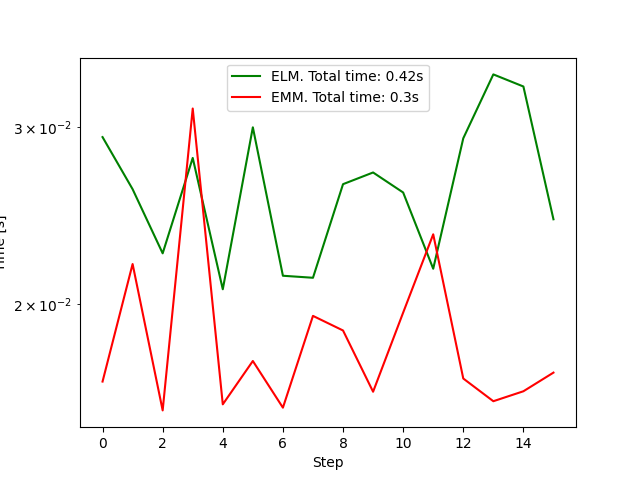 ELM. Total time: 0.42s
EMM. Total time: 0.3s
3 × 10⁻²
2 × 10⁻²
Time [s]
0 2 4 6 8 10 12 14
Step